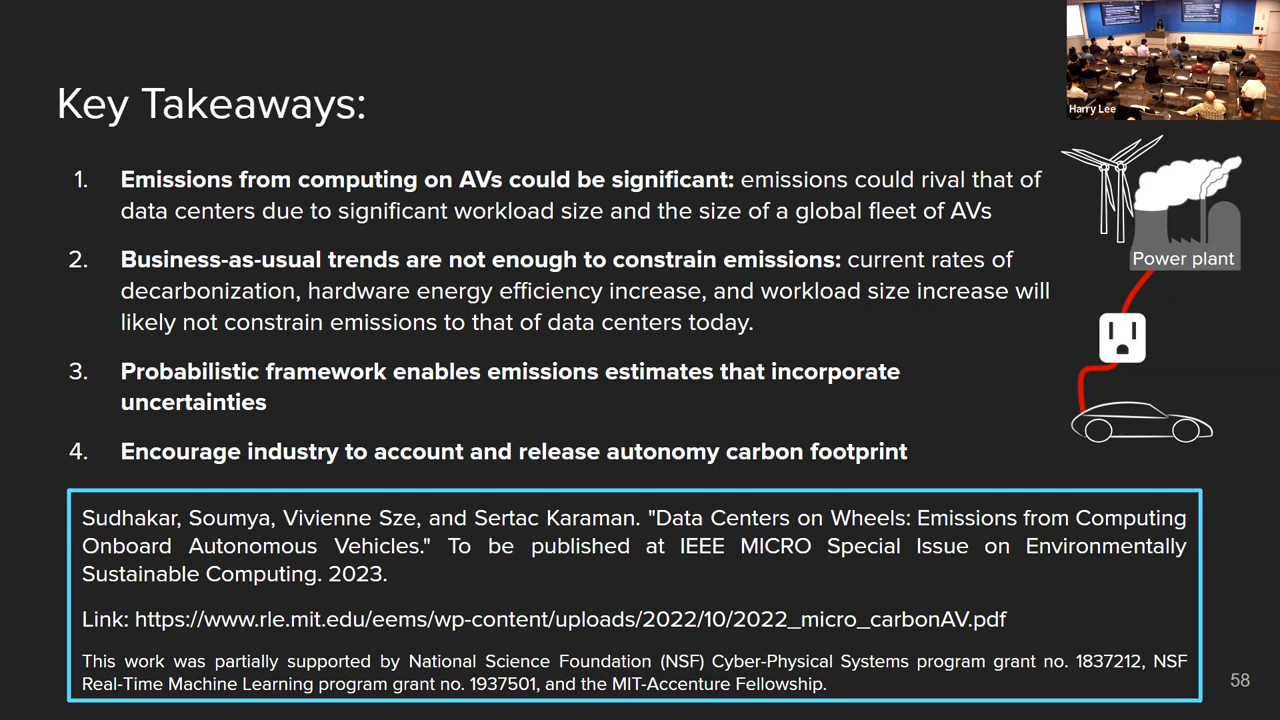 Harry Lee
Key Takeaways:
1. Emissions from computing on AVs could be significant: emissions could rival that of
data centers due to significant workload size and the size of a global fleet of AVs
2. Business-as-usual trends are not enough to constrain emissions: current rates of
decarbonization, hardware energy efficiency increase, and workload size increase will
likely not constrain emissions to that of data centers today.
3. Probabilistic framework enables emissions estimates that incorporate
uncertainties
4. Encourage industry to account and release autonomy carbon footprint
Power plant
Sudhakar, Soumya, Vivienne Sze, and Sertac Karaman. "Data Centers on Wheels: Emissions from Computing
Onboard Autonomous Vehicles." To be published at IEEE MICRO Special Issue on Environmentally
Sustainable Computing. 2023.
Link: https://www.rle.mit.edu/eems/wp-content/uploads/2022/10/2022_micro_carbonAV.pdf
This work was partially supported by National Science Foundation (NSF) Cyber-Physical Systems program grant no. 1837212, NSF
Real-Time Machine Learning program grant no. 1937501, and the MIT-Accenture Fellowship.
58